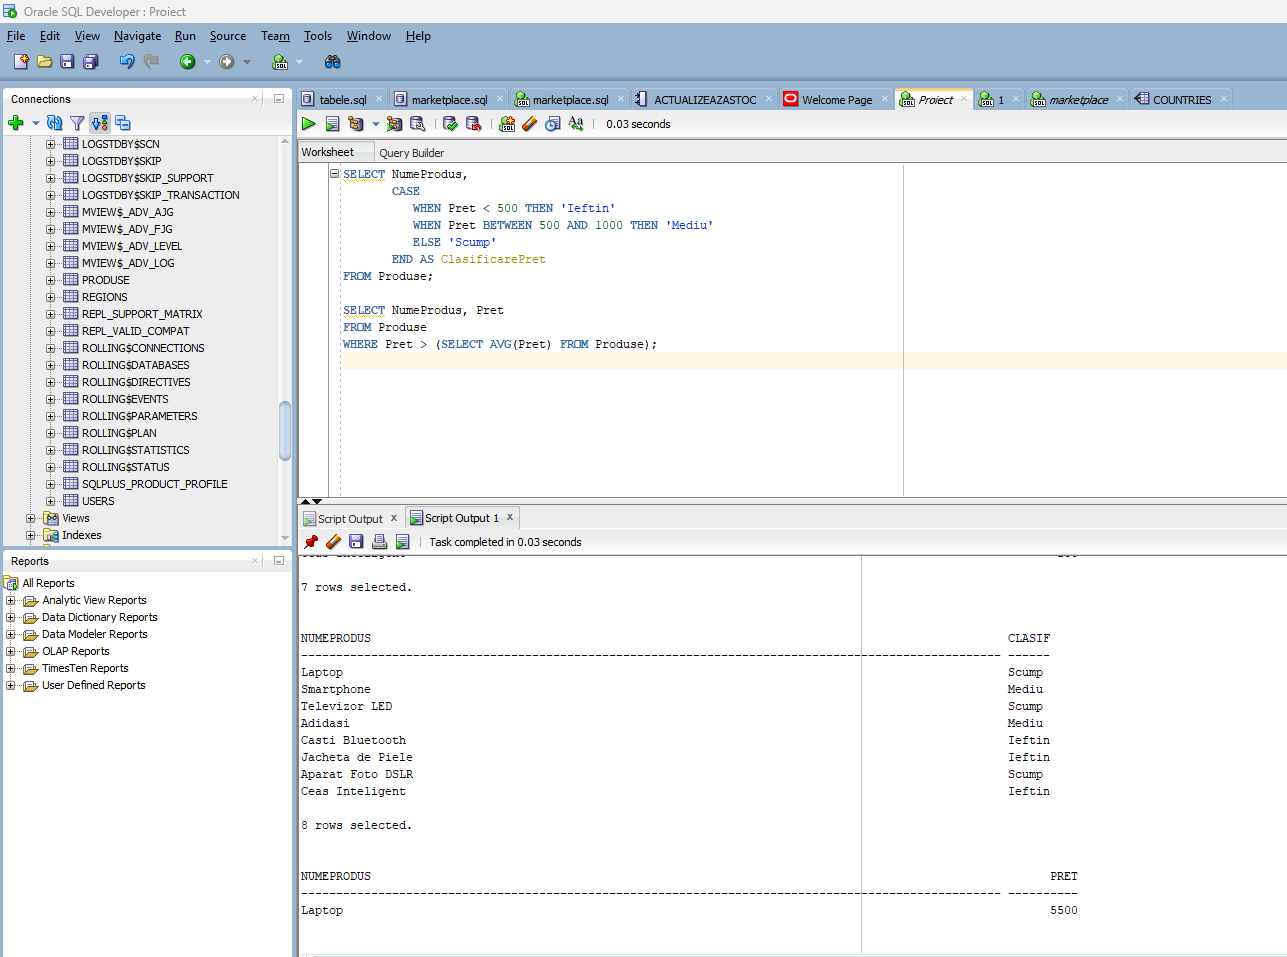 Oracle SQL Developer : Proiect
File Edit View Navigate Run Source Team Tools Window Help
Connections
LOGSTDBY$SCN
LOGSTDBY$SKIP
LOGSTDBY$SKIP_SUPPORT
LOGSTDBY$SKIP_TRANSACTION
MVIEW$_ADV_AJG
MVIEW$_ADV_FJG
MVIEW$_ADV_LEVEL
MVIEW$_ADV_LOG
PRODUSE
REGIONS
REPL_SUPPORT_MATRIX
REPL_VALID_COMPAT
ROLLING$CONNECTIONS
ROLLING$DATABASES
ROLLING$DIRECTIVES
ROLLING$EVENTS
ROLLING$PARAMETERS
ROLLING$PLAN
ROLLING$STATISTICS
ROLLING$STATUS
SQLPLUS_PRODUCT_PROFILE
USERS
Views
Indexes
Reports
All Reports
Analytic View Reports
Data Dictionary Reports
Data Modeler Reports
OLAP Reports
TimesTen Reports
User Defined Reports
tabele.sql marketplace.sql marketplace.sql ACTUALIZEAZASTOC Welcome Page Proiect 1 marketplace COUNTRIES
0.03 seconds
Worksheet Query Builder
SELECT NumeProdus,
CASE
WHEN Pret < 500 THEN 'Ieftin'
WHEN Pret BETWEEN 500 AND 1000 THEN 'Mediu'
ELSE 'Scump'
END AS ClasificarePret
FROM Produse;
SELECT NumeProdus, Pret
FROM Produse
WHERE Pret > (SELECT AVG(Pret) FROM Produse);
Script Output Script Output 1
Task completed in 0.03 seconds
7 rows selected.
NUMEPRODUS CLASIF
Laptop Scump
Smartphone Mediu
Televizor LED Scump
Adidasi Mediu
Casti Bluetooth Ieftin
Jacheta de Piele Ieftin
Aparat Foto DSLR Scump
Ceas Inteligent Ieftin
8 rows selected.
NUMEPRODUS PRET
Laptop 5500